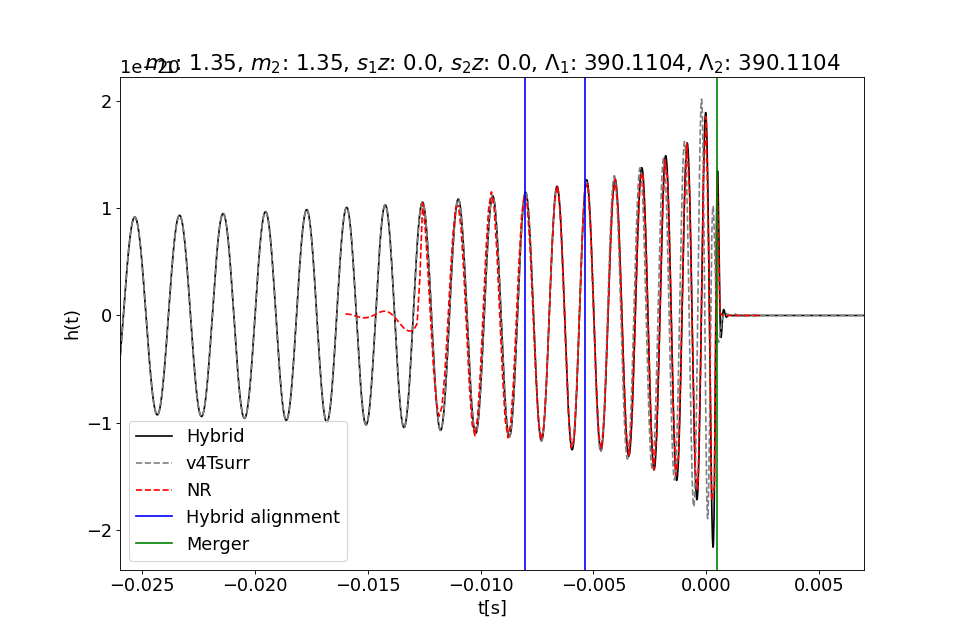 1e−20
m₁: 1.35, m₂: 1.35, s₁z: 0.0, s₂z: 0.0, Λ₁: 390.1104, Λ₂: 390.1104
2
1
0
−1
−2
h(t)
Hybrid
v4Tsurr
NR
Hybrid alignment
Merger
−0.025 −0.020 −0.015 −0.010 −0.005 0.000 0.005
t[s]